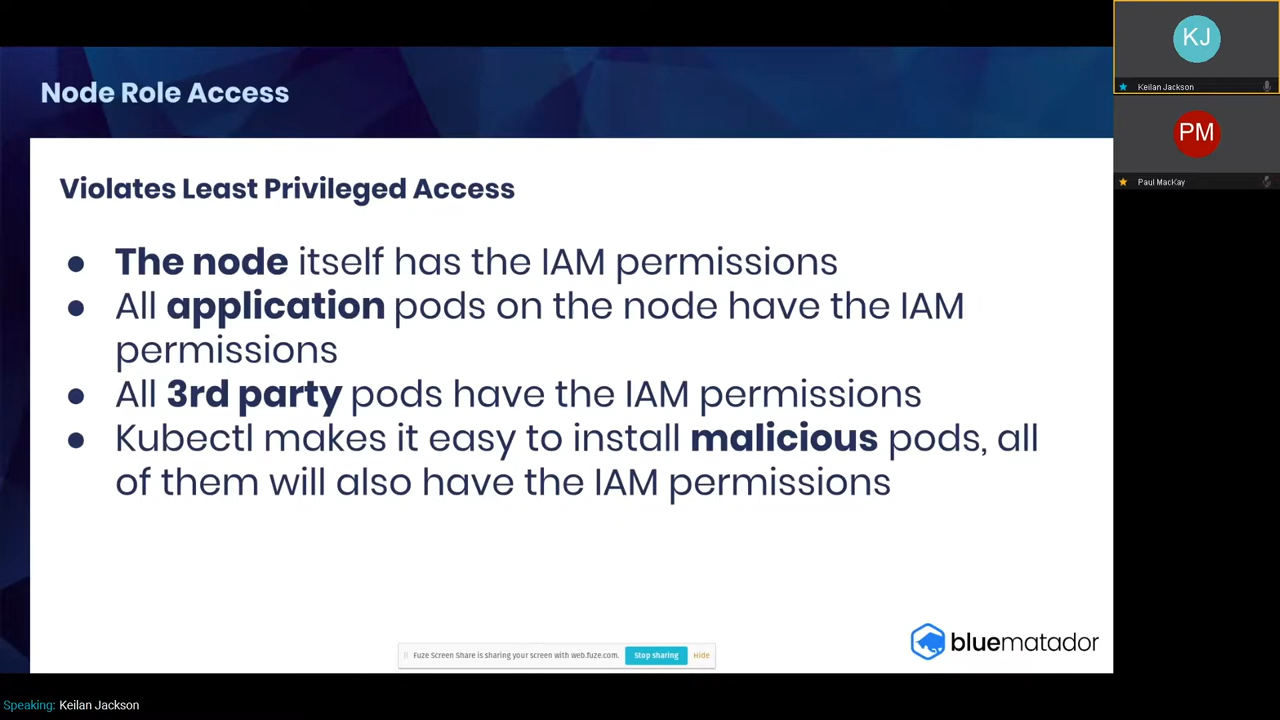 Node Role Access
Violates Least Privileged Access
● The node itself has the IAM permissions
● All application pods on the node have the IAM
permissions
● All 3rd party pods have the IAM permissions
● Kubectl makes it easy to install malicious pods, all
of them will also have the IAM permissions
bluematador
Fuze Screen Share is sharing your screen with web.fuze.com. Stop sharing Hide
KJ
Keilan Jackson
PM
Paul MacKay
Speaking: Keilan Jackson